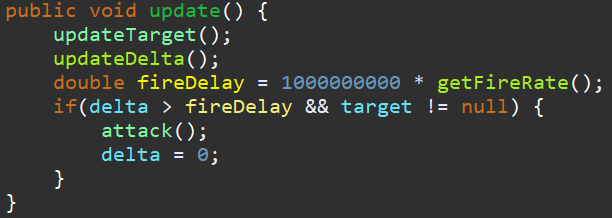 public void update() {
    updateTarget();
    updateDelta();
    double fireDelay = 1000000000 * getFireRate();
    if(delta > fireDelay && target != null) {
        attack();
        delta = 0;
    }
}